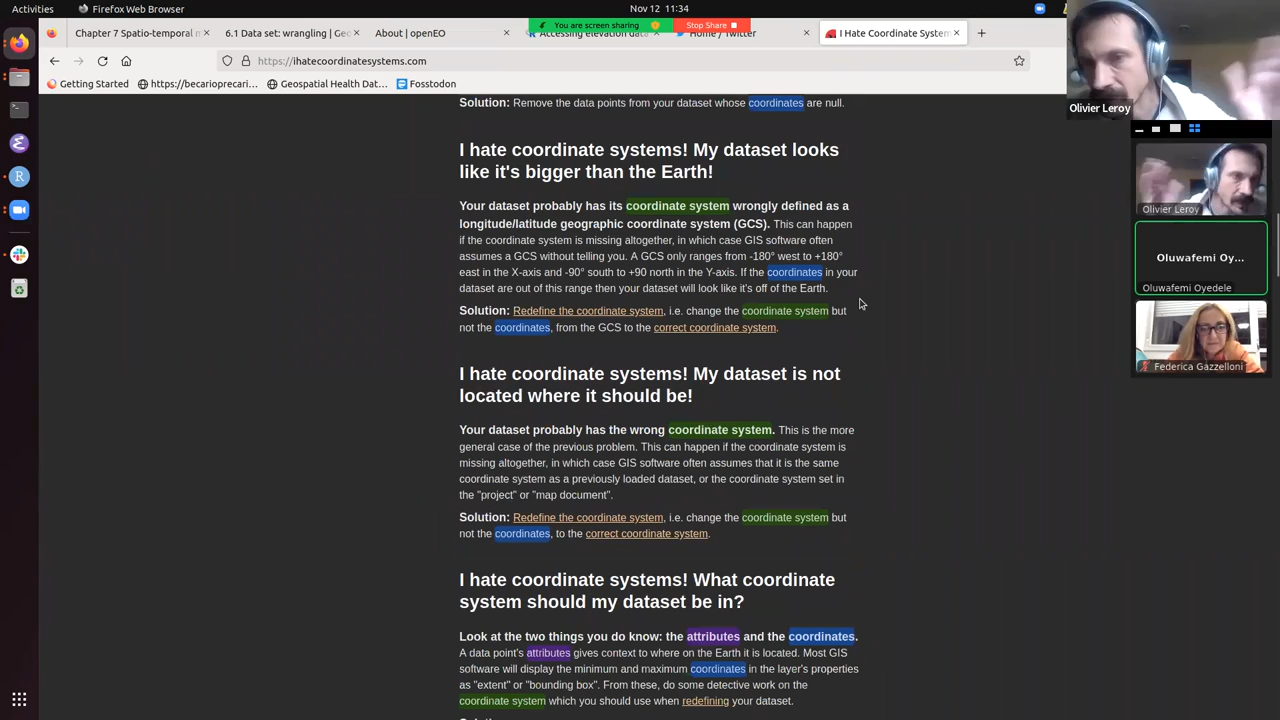 Activities
Firefox Web Browser
Nov 12 11:34
You are screen sharing
Stop Share
Chapter 7 Spatio-temporal m
6.1 Data set: wrangling | Geo
About | openEO
Accessing elevation data
Home / Twitter
I Hate Coordinate System
https://ihatecoordinatesystems.com
Getting Started
https://becarioprecari...
Geospatial Health Dat...
Fosstodon
Olivier Leroy
Olivier Leroy
Oluwafemi Oy...
Oluwafemi Oyedele
Federica Gazzelloni
Solution: Remove the data points from your dataset whose coordinates are null.
I hate coordinate systems! My dataset looks
like it's bigger than the Earth!
Your dataset probably has its coordinate system wrongly defined as a
longitude/latitude geographic coordinate system (GCS). This can happen
if the coordinate system is missing altogether, in which case GIS software often
assumes a GCS without telling you. A GCS only ranges from -180° west to +180°
east in the X-axis and -90° south to +90 north in the Y-axis. If the coordinates in your
dataset are out of this range then your dataset will look like it's off of the Earth.
Solution: Redefine the coordinate system, i.e. change the coordinate system but
not the coordinates, from the GCS to the correct coordinate system.
I hate coordinate systems! My dataset is not
located where it should be!
Your dataset probably has the wrong coordinate system. This is the more
general case of the previous problem. This can happen if the coordinate system is
missing altogether, in which case GIS software often assumes that it is the same
coordinate system as a previously loaded dataset, or the coordinate system set in
the "project" or "map document".
Solution: Redefine the coordinate system, i.e. change the coordinate system but
not the coordinates, to the correct coordinate system.
I hate coordinate systems! What coordinate
system should my dataset be in?
Look at the two things you do know: the attributes and the coordinates.
A data point's attributes gives context to where on the Earth it is located. Most GIS
software will display the minimum and maximum coordinates in the layer's properties
as "extent" or "bounding box". From these, do some detective work on the
coordinate system which you should use when redefining your dataset.